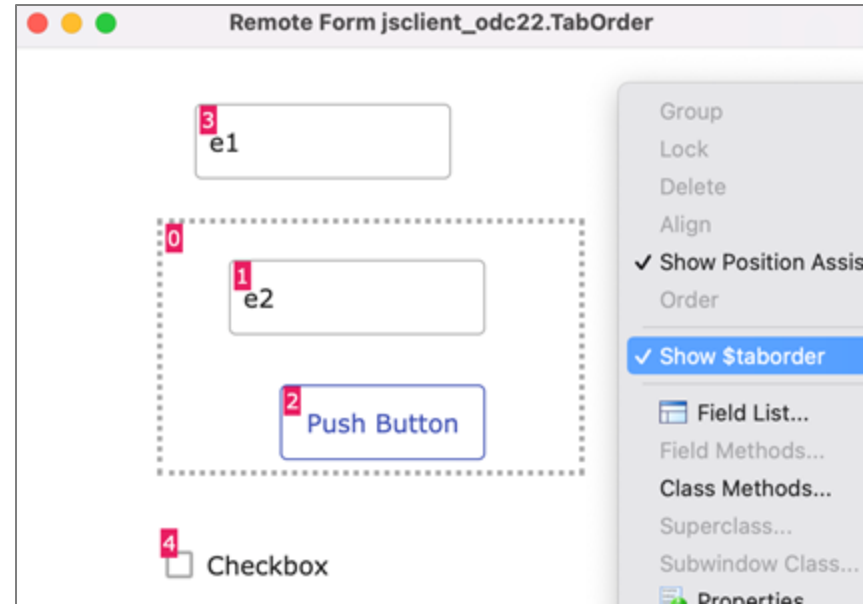 Remote Form jsclient_odc22.TabOrder
3
e1
0
1
e2
2
Push Button
4
Checkbox
Group
Lock
Delete
Align
✓ Show Position Assis
Order
✓ Show $taborder
Field List...
Field Methods...
Class Methods...
Superclass...
Subwindow Class...
Properties